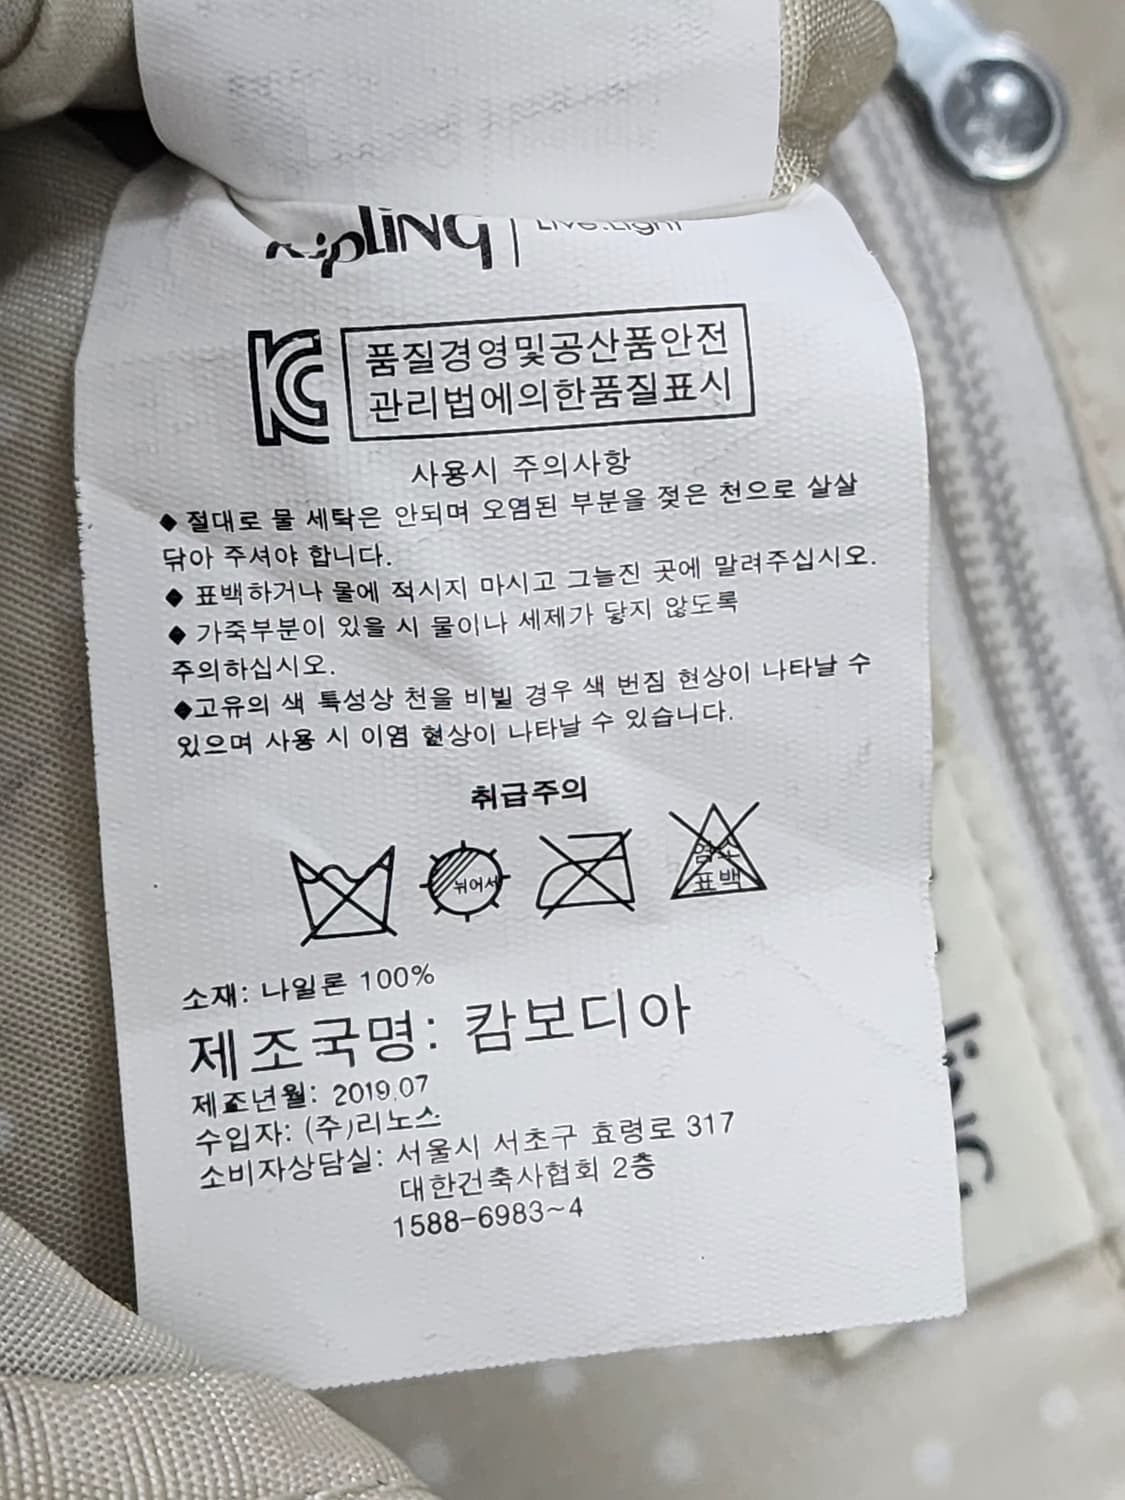 Kipling | Live.Light
KC
품질경영및공산품안전
관리법에의한품질표시
사용시 주의사항
◆ 절대로 물 세탁은 안되며 오염된 부분을 젖은 천으로 살살
닦아 주셔야 합니다.
◆ 표백하거나 물에 적시지 마시고 그늘진 곳에 말려주십시오.
◆ 가죽부분이 있을 시 물이나 세제가 닿지 않도록
주의하십시오.
◆고유의 색 특성상 천을 비빌 경우 색 번짐 현상이 나타날 수
있으며 사용 시 이염 현상이 나타날 수 있습니다.
취급주의
뉘어서
염소
표백
소재: 나일론 100%
제조국명: 캄보디아
제조년월: 2019.07
수입자: (주)리노스
소비자상담실: 서울시 서초구 효령로 317
대한건축사협회 2층
1588-6983~4